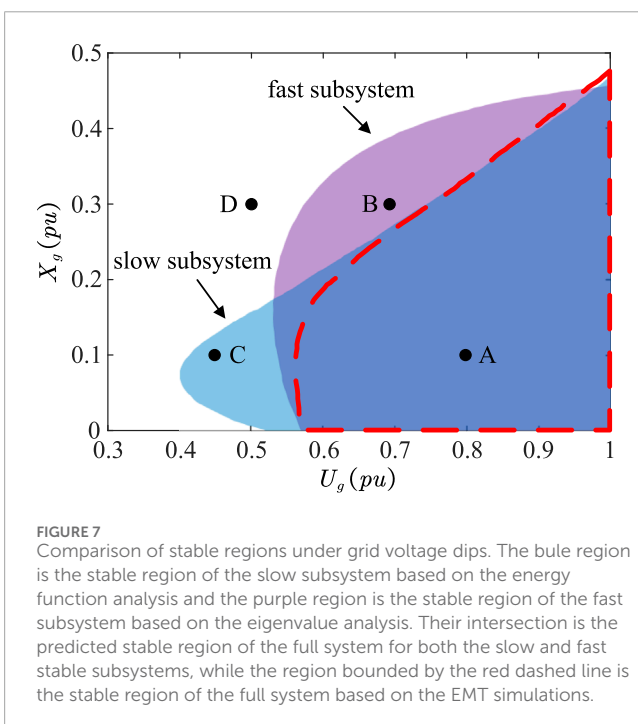 0.5
fast subsystem
0.4
D
B
0.3
X_g (pu)
slow subsystem
0.2
C
A
0.1
0
0.3 0.4 0.5 0.6 0.7 0.8 0.9 1
U_g (pu)
FIGURE 7
Comparison of stable regions under grid voltage dips. The bule region
is the stable region of the slow subsystem based on the energy
function analysis and the purple region is the stable region of the fast
subsystem based on the eigenvalue analysis. Their intersection is the
predicted stable region of the full system for both the slow and fast
stable subsystems, while the region bounded by the red dashed line is
the stable region of the full system based on the EMT simulations.